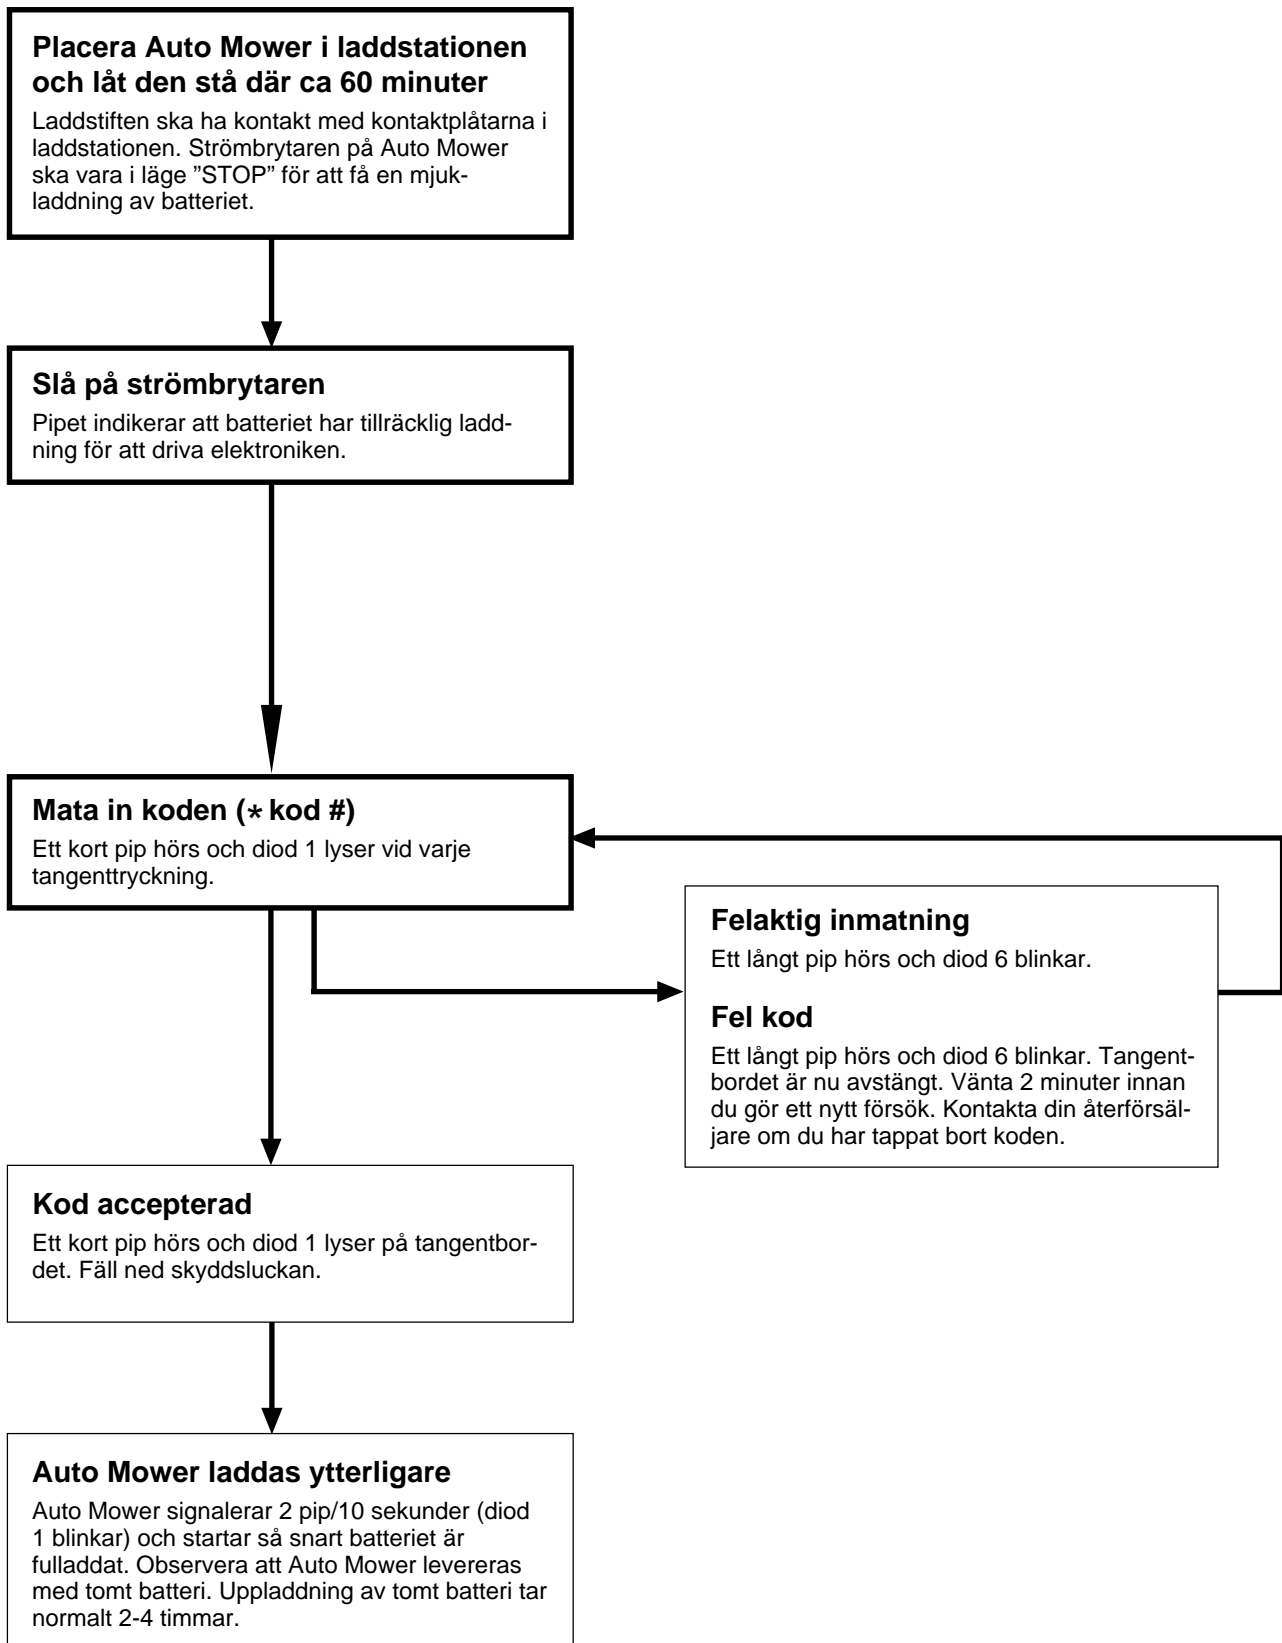 Placera Auto Mower i laddstationen
och låt den stå där ca 60 minuter
Laddstiften ska ha kontakt med kontaktplåtarna i
laddstationen. Strömbrytaren på Auto Mower
ska vara i läge ”STOP” för att få en mjuk-
laddning av batteriet.
Slå på strömbrytaren
Pipet indikerar att batteriet har tillräcklig ladd-
ning för att driva elektroniken.
Mata in koden (* kod #)
Ett kort pip hörs och diod 1 lyser vid varje
tangenttryckning.
Felaktig inmatning
Ett långt pip hörs och diod 6 blinkar.
Fel kod
Ett långt pip hörs och diod 6 blinkar. Tangent-
bordet är nu avstängt. Vänta 2 minuter innan
du gör ett nytt försök. Kontakta din återförsäl-
jare om du har tappat bort koden.
Kod accepterad
Ett kort pip hörs och diod 1 lyser på tangentbor-
det. Fäll ned skyddsluckan.
Auto Mower laddas ytterligare
Auto Mower signalerar 2 pip/10 sekunder (diod
1 blinkar) och startar så snart batteriet är
fulladdat. Observera att Auto Mower levereras
med tomt batteri. Uppladdning av tomt batteri tar
normalt 2-4 timmar.